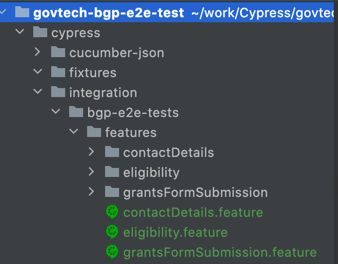 govtech-bgp-e2e-test ~/work/Cypress/govtec
cypress
cucumber-json
fixtures
integration
bgp-e2e-tests
features
contactDetails
eligibility
grantsFormSubmission
contactDetails.feature
eligibility.feature
grantsFormSubmission.feature